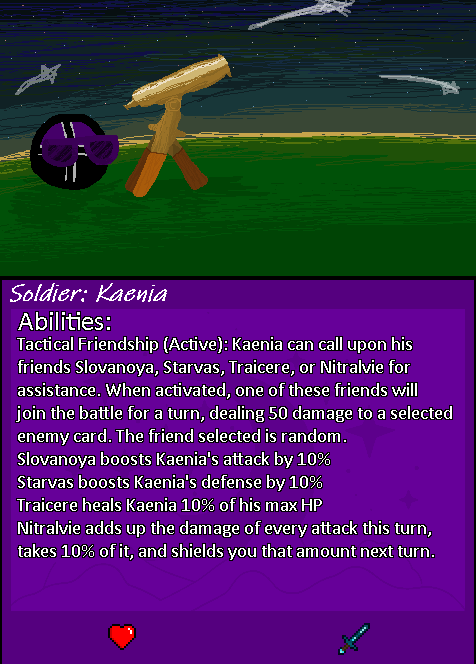 Soldier: Kaenia
Abilities:
Tactical Friendship (Active): Kaenia can call upon his
friends Slovanoya, Starvas, Traicere, or Nitralvie for
assistance. When activated, one of these friends will
join the battle for a turn, dealing 50 damage to a selected
enemy card. The friend selected is random.
Slovanoya boosts Kaenia's attack by 10%
Starvas boosts Kaenia's defense by 10%
Traicere heals Kaenia 10% of his max HP
Nitralvie adds up the damage of every attack this turn,
takes 10% of it, and shields you that amount next turn.